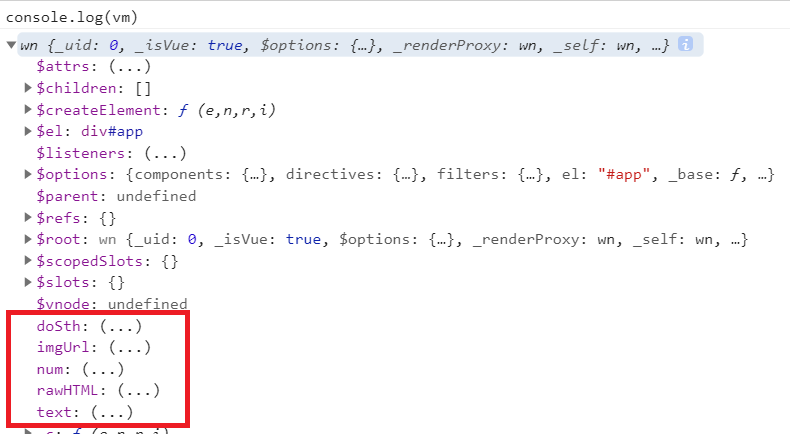 console.log(vm)
▼wn {_uid: 0, _isVue: true, $options: {…}, _renderProxy: wn, _self: wn, …} i
$attrs: (...)
▶$children: []
▶$createElement: ƒ (e,n,r,i)
▶$el: div#app
$listeners: (...)
▶$options: {components: {…}, directives: {…}, filters: {…}, el: "#app", _base: ƒ, …}
$parent: undefined
▶$refs: {}
▶$root: wn {_uid: 0, _isVue: true, $options: {…}, _renderProxy: wn, _self: wn, …}
▶$scopedSlots: {}
▶$slots: {}
$vnode: undefined
doSth: (...)
imgUrl: (...)
num: (...)
rawHTML: (...)
text: (...)